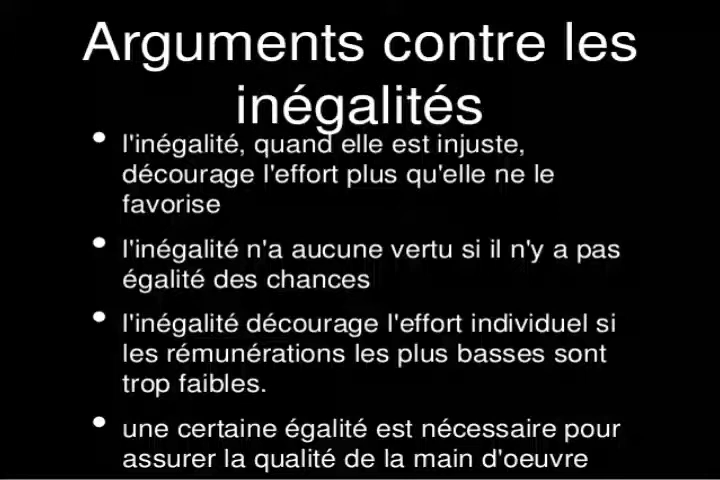 Arguments contre les
inégalités
• l'inégalité, quand elle est injuste,
décourage l'effort plus qu'elle ne le
favorise
• l'inégalité n'a aucune vertu si il n'y a pas
égalité des chances
• l'inégalité décourage l'effort individuel si
les rémunérations les plus basses sont
trop faibles.
• une certaine égalité est nécessaire pour
assurer la qualité de la main d'oeuvre